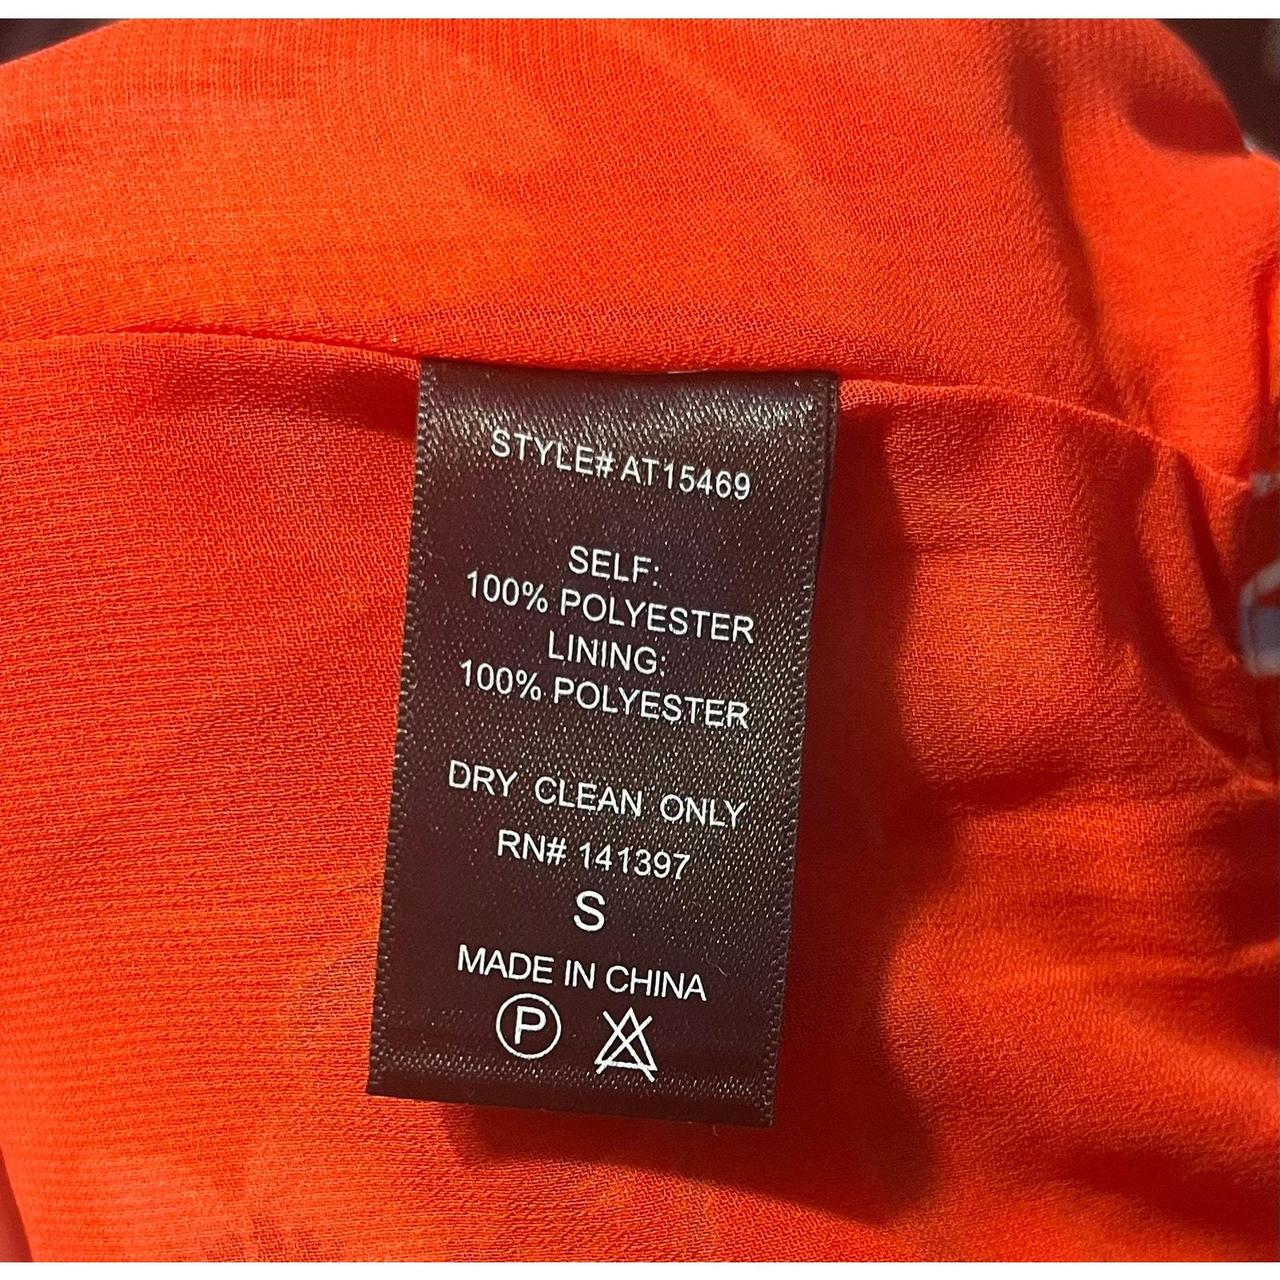 STYLE# AT15469
SELF:
100% POLYESTER
LINING:
100% POLYESTER
DRY CLEAN ONLY
RN# 141397
S
MADE IN CHINA
P